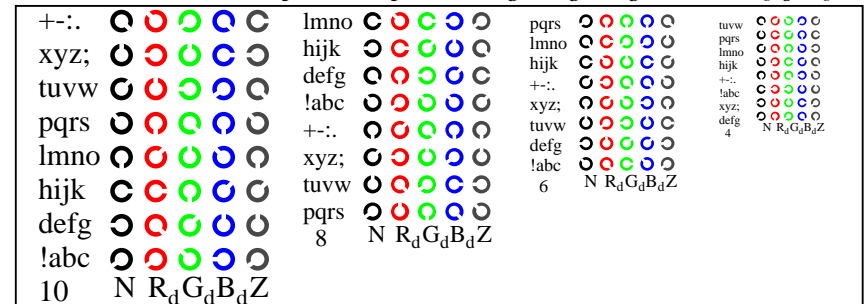 +-:.
xyz;
tuvw
pqrs
lmno
hijk
defg
!abc
10 N RdGdBdZ
lmno
hijk
defg
!abc
+-:.
xyz;
tuvw
pqrs
8 N RdGdBdZ
pqrs
lmno
hijk
+-:.
xyz;
tuvw
defg
!abc
6 N RdGdBdZ
tuvw
pqrs
lmno
hijk
+-:.
!abc
xyz;
defg
4 N RdGdBdZ